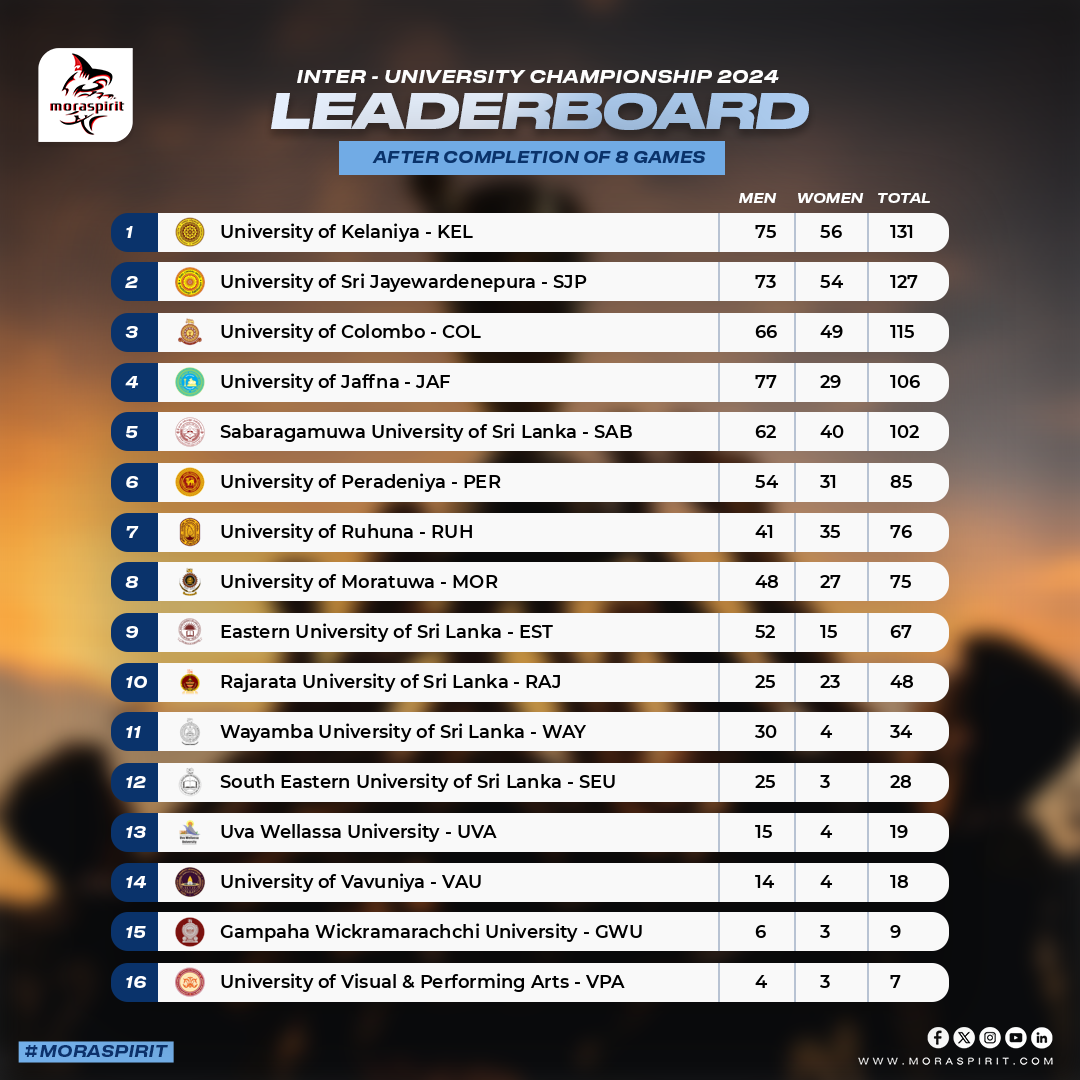 moraspirit
INTER - UNIVERSITY CHAMPIONSHIP 2024
LEADERBOARD
AFTER COMPLETION OF 8 GAMES
MEN WOMEN TOTAL
1 University of Kelaniya - KEL 75 56 131
2 University of Sri Jayewardenepura - SJP 73 54 127
3 University of Colombo - COL 66 49 115
4 University of Jaffna - JAF 77 29 106
5 Sabaragamuwa University of Sri Lanka - SAB 62 40 102
6 University of Peradeniya - PER 54 31 85
7 University of Ruhuna - RUH 41 35 76
8 University of Moratuwa - MOR 48 27 75
9 Eastern University of Sri Lanka - EST 52 15 67
10 Rajarata University of Sri Lanka - RAJ 25 23 48
11 Wayamba University of Sri Lanka - WAY 30 4 34
12 South Eastern University of Sri Lanka - SEU 25 3 28
13 Uva Wellassa University - UVA 15 4 19
14 University of Vavuniya - VAU 14 4 18
15 Gampaha Wickramarachchi University - GWU 6 3 9
16 University of Visual & Performing Arts - VPA 4 3 7
#MORASPIRIT
WWW.MORASPIRIT.COM